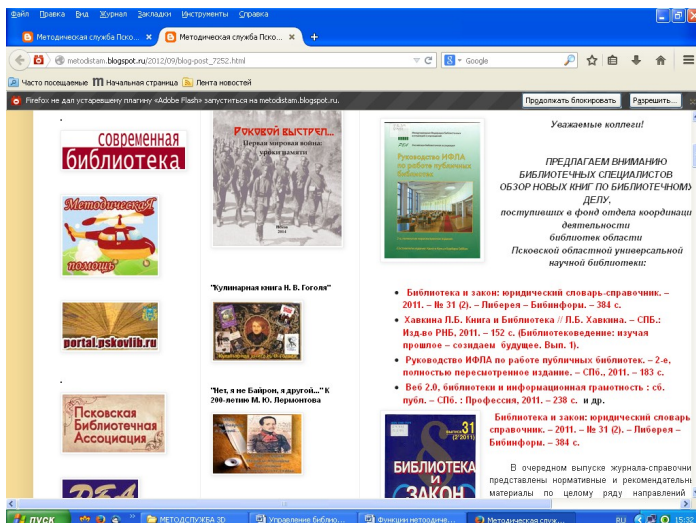 Файл Правка Вид Журнал Закладки Инструменты Справка
Методическая служба Пско... × Методическая служба Пско... × +
metodistam.blogspot.ru/2012/09/blog-post_7252.html
Google
Часто посещаемые Начальная страница Лента новостей
Firefox не дал устаревшему плагину «Adobe Flash» запуститься на metodistam.blogspot.ru.
Продолжать блокировать Разрешить...
современная
библиотека
Методическая
помощь
portal.pskovlib.ru
Псковская
Библиотечная
Ассоциация
РБА
Роковой выстрел...
Первая мировая война:
уроки памяти
"Кулинарная книга Н. В. Гоголя"
"Нет, я не Байрон, я другой..." К
200-летию М. Ю. Лермонтова
Руководство ИФЛА
по работе публичных
библиотек
Уважаемые коллеги!
ПРЕДЛАГАЕМ ВНИМАНИЮ
БИБЛИОТЕЧНЫХ СПЕЦИАЛИСТОВ
ОБЗОР НОВЫХ КНИГ ПО БИБЛИОТЕЧНОМУ
ДЕЛУ,
поступивших в фонд отдела координаци
деятельности
библиотек области
Псковской областной универсальной
научной библиотеки:
• Библиотека и закон: юридический словарь-справочник. –
2011. – № 31 (2). – Либерея – Бибинформ. – 384 с.
• Хавкина Л.Б. Книга и Библиотека // Л.Б. Хавкина. – СПБ.:
Изд-во РНБ, 2011. – 152 с. (Библиотековедение: изучая
прошлое – созидаем будущее. Вып. 1).
• Руководство ИФЛА по работе публичных библиотек. – 2-е,
полностью пересмотренное издание. – СПб., 2011. – 183 с.
• Веб 2.0, библиотеки и информационная грамотность : сб.
публ. – СПб. : Профессия, 2011. – 238 с. и др.
выпуск 31
(2'2011)
БИБЛИОТЕКА
И
ЗАКОН
Библиотека и закон: юридический словарь
справочник. – 2011. – № 31 (2). – Либерея –
Бибинформ. – 384 с.
В очередном выпуске журнала-справочни
представлены нормативные и рекомендательн
материалы по целому ряду направлений
пуск
МЕТОДСЛУЖБА 3D
Управление библио...
Функции методиче...
Методическая служ...
RU